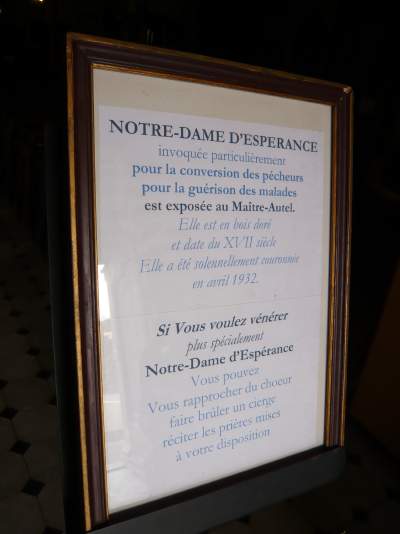 NOTRE-DAME D'ESPERANCE
invoquée particulièrement
pour la conversion des pécheurs
pour la guérison des malades
est exposée au Maître-Autel.
Elle est en bois doré
et date du XVII siècle
Elle a été solennellement couronnée
en avril 1932.
Si Vous voulez vénérer
plus spécialement
Notre-Dame d'Espérance
Vous pouvez
Vous rapprocher du choeur
faire brûler un cierge
réciter les prières mises
à votre disposition